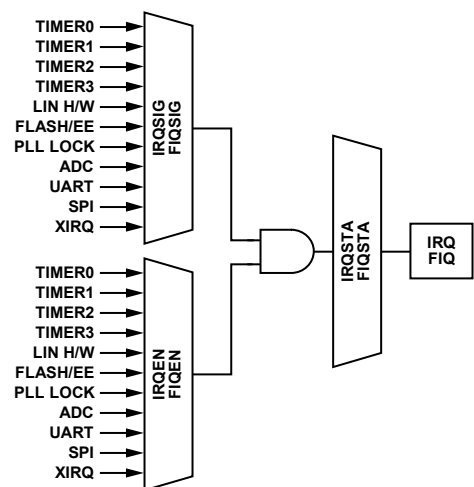 TIMER0
TIMER1
TIMER2
TIMER3
LIN H/W
FLASH/EE
PLL LOCK
ADC
UART
SPI
XIRQ
IRQSIG
FIQSIG
TIMER0
TIMER1
TIMER2
TIMER3
LIN H/W
FLASH/EE
PLL LOCK
ADC
UART
SPI
XIRQ
IRQEN
FIQEN
IRQSTA
FIQSTA
IRQ
FIQ